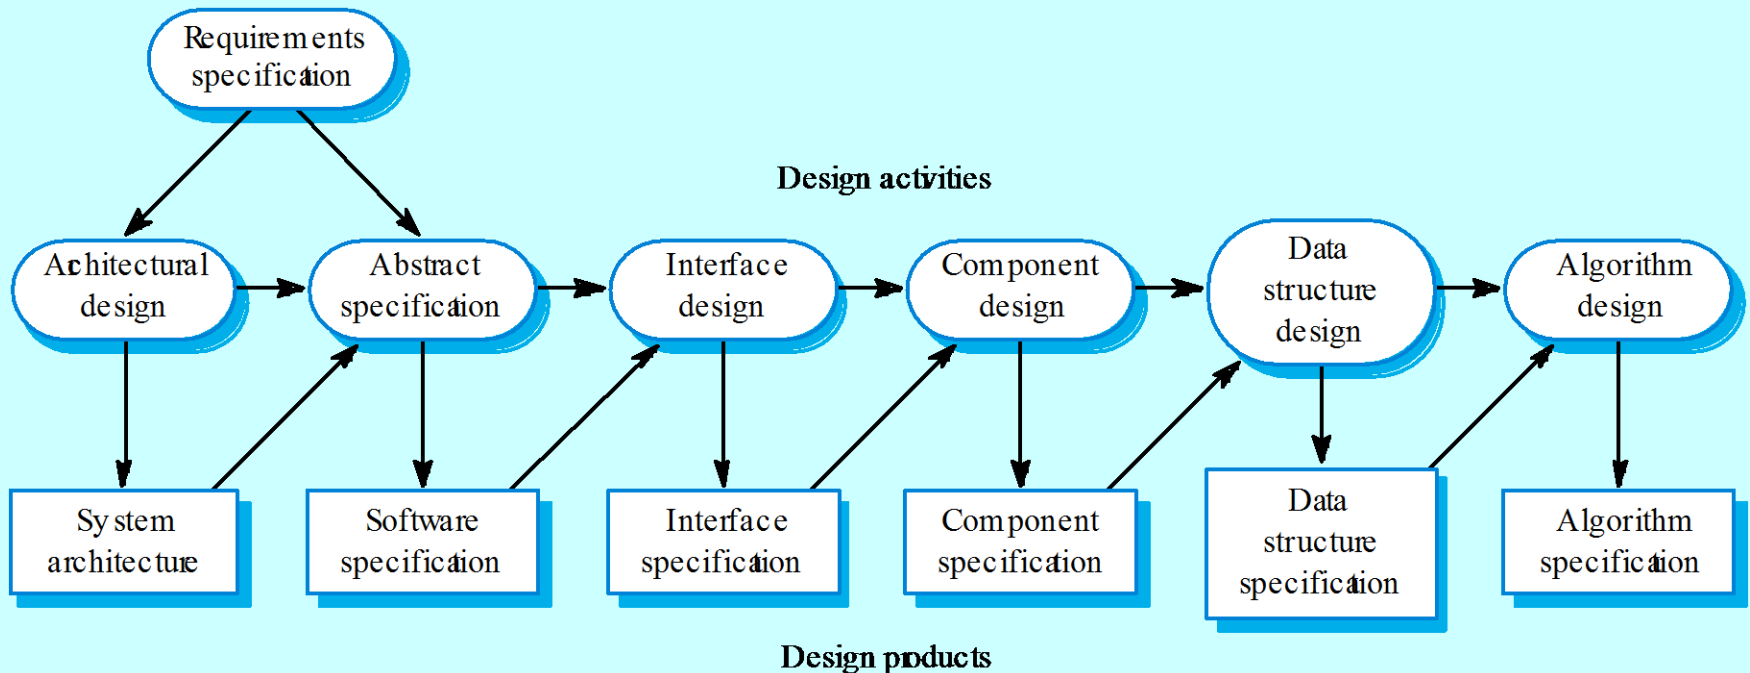 Requirements
specification
Design activities
Architectural
design
Abstract
specification
Interface
design
Component
design
Data
structure
design
Algorithm
design
System
architecture
Software
specification
Interface
specification
Component
specification
Data
structure
specification
Algorithm
specification
Design products